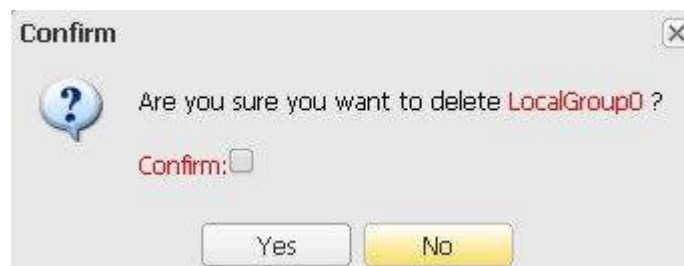 Confirm
Are you sure you want to delete LocalGroup0 ?
Confirm:
Yes No